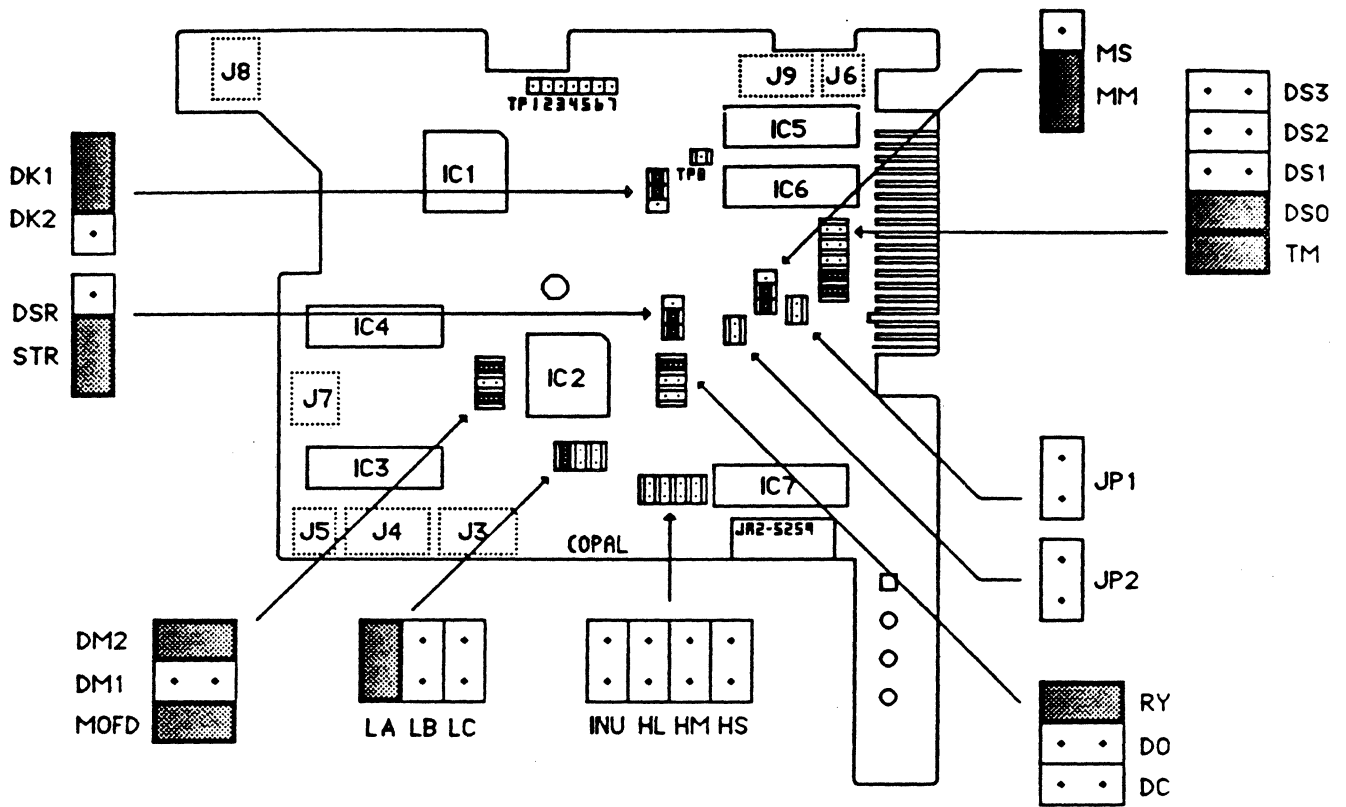 J8
J9
J6
MS
MM
TP1234567
DS3
DS2
DS1
DS0
TM
IC5
IC1
TP8
IC6
DK1
DK2
DSR
STR
IC4
IC2
J7
IC3
IC7
JP1
J5
J4
J3
COPAL
JA2-5259
JP2
DM2
DM1
MOFD
LA LB LC
INU HL HM HS
RY
DO
DC